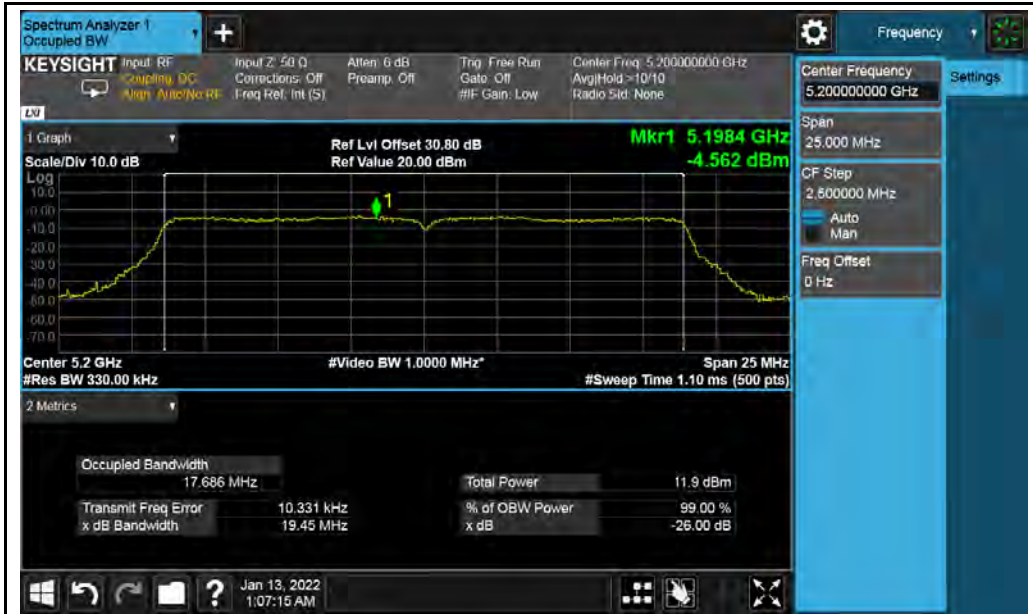 Spectrum Analyzer 1
Occupied BW
Frequency
KEYSIGHT
Input: RF
Coupling: DC
Align: Auto/No RF
Input Z: 50 Ω
Corrections: Off
Freq Ref: Int (S)
Atten: 6 dB
Preamp: Off
Trig: Free Run
Gate: Off
#IF Gain: Low
Center Freq: 5.200000000 GHz
Avg|Hold:>10/10
Radio Std: None
LXI
Center Frequency
5.200000000 GHz
Settings
Span
25.000 MHz
CF Step
2.500000 MHz
Auto
Man
Freq Offset
0 Hz
1 Graph
Ref Lvl Offset 30.80 dB
Mkr1 5.1984 GHz
Scale/Div 10.0 dB
Ref Value 20.00 dBm
-4.562 dBm
Log
10.0
0.00
-10.0
-20.0
-30.0
-40.0
-50.0
-60.0
-70.0
1
Center 5.2 GHz
#Video BW 1.0000 MHz*
Span 25 MHz
#Res BW 330.00 kHz
#Sweep Time 1.10 ms (500 pts)
2 Metrics
Occupied Bandwidth
17.686 MHz
Total Power 11.9 dBm
Transmit Freq Error 10.331 kHz
% of OBW Power 99.00 %
x dB Bandwidth 19.45 MHz
x dB -26.00 dB
?
Jan 13, 2022
1:07:15 AM